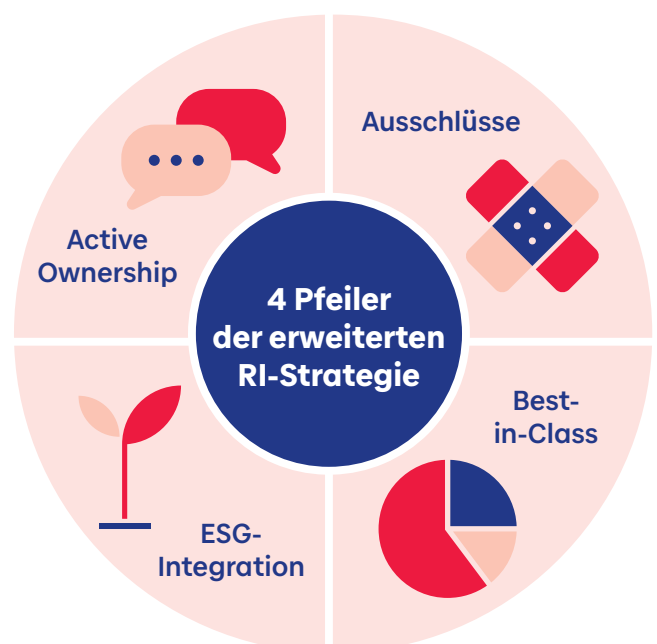 Ausschlüsse
Active
Ownership
4 Pfeiler
der erweiterten
RI-Strategie
Best-
in-Class
ESG-
Integration